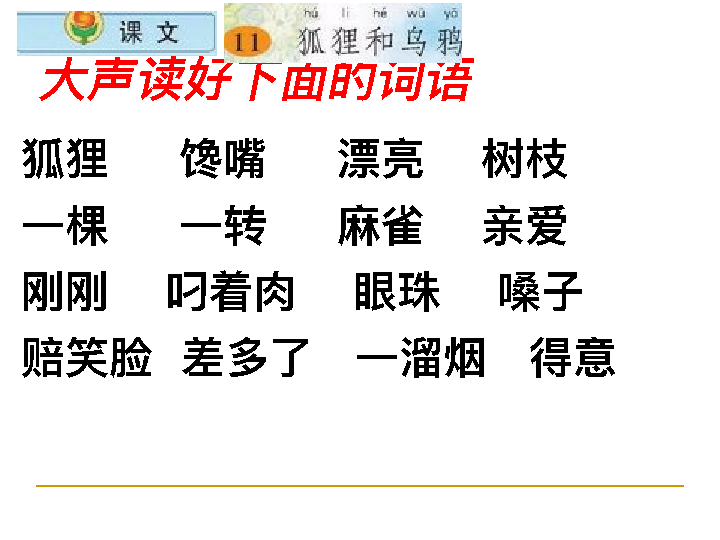 课 文
hú li hé wū yā
11 狐狸和乌鸦
大声读好下面的词语
狐狸 馋嘴 漂亮 树枝
一棵 一转 麻雀 亲爱
刚刚 叼着肉 眼珠 嗓子
赔笑脸 差多了 一溜烟 得意